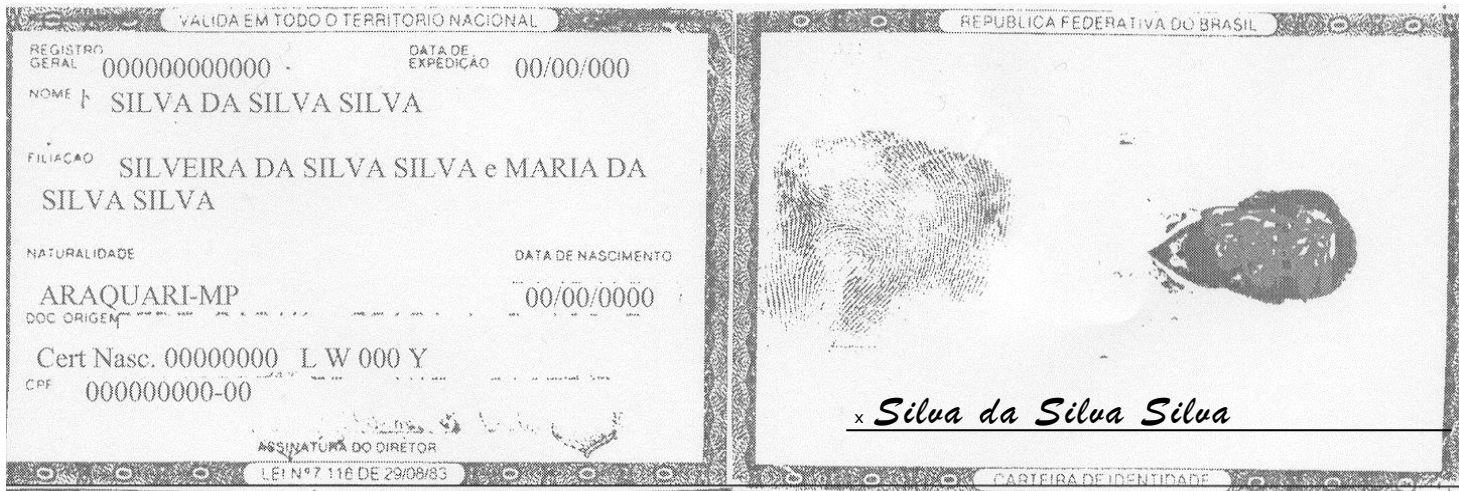 VALIDA EM TODO O TERRITORIO NACIONAL
REGISTRO GERAL 000000000000 DATA DE EXPEDIÇÃO 00/00/000
NOME SILVA DA SILVA SILVA
FILIAÇÃO SILVEIRA DA SILVA SILVA e MARIA DA
SILVA SILVA
NATURALIDADE DATA DE NASCIMENTO
ARAQUARI-MP 00/00/0000
DOC ORIGEM
Cert Nasc. 00000000 L W 000 Y
CPF 000000000-00
ASSINATURA DO DIRETOR
LEI Nº 7 116 DE 29/08/83
REPUBLICA FEDERATIVA DO BRASIL
x Silva da Silva Silva
CARTEIRA DE IDENTIDADE